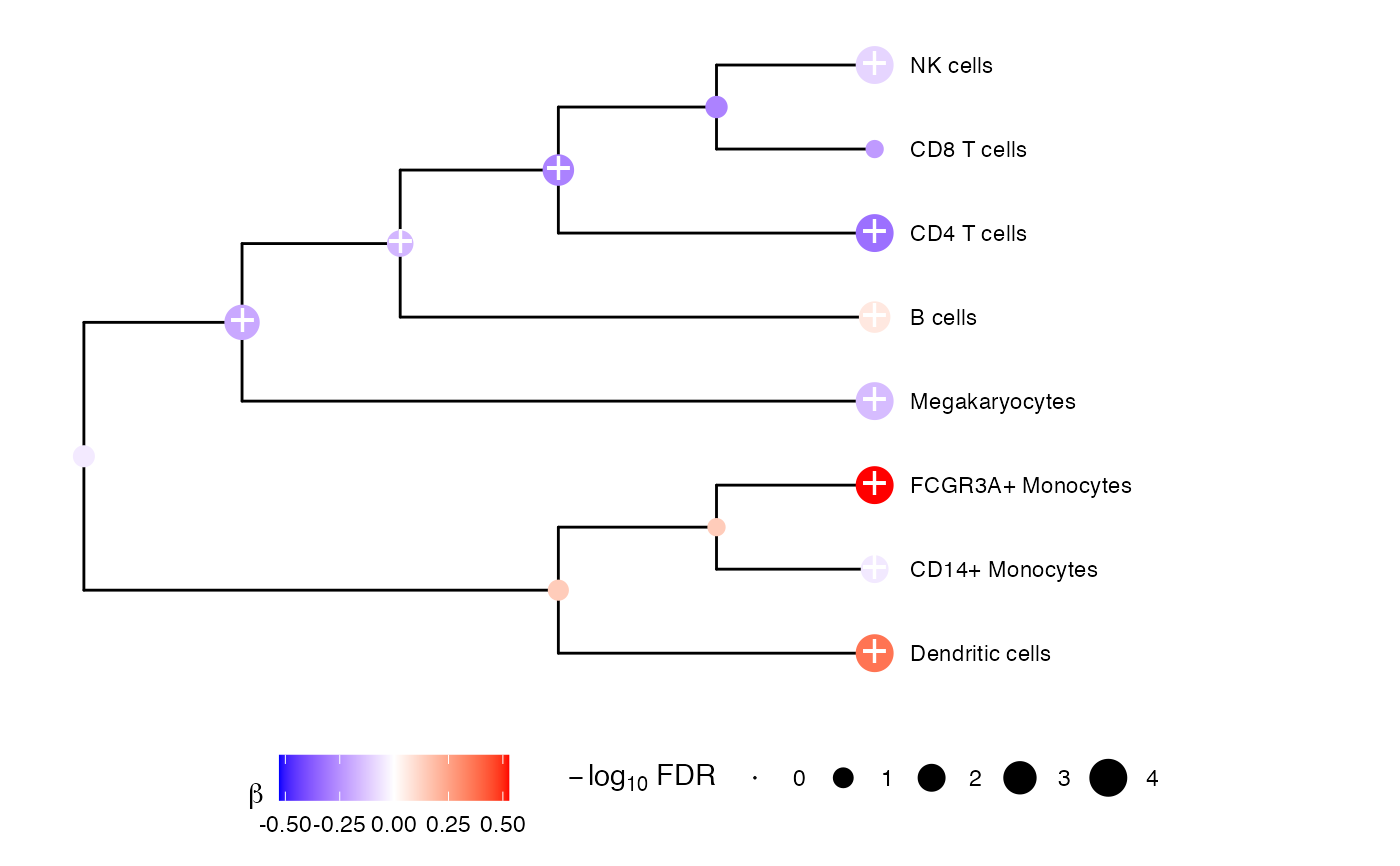 NK cells
CD8 T cells
CD4 T cells
B cells
Megakaryocytes
FCGR3A+ Monocytes
CD14+ Monocytes
Dendritic cells
β
-0.50 -0.25 0.00 0.25 0.50
−log₁₀ FDR 0 1 2 3 4